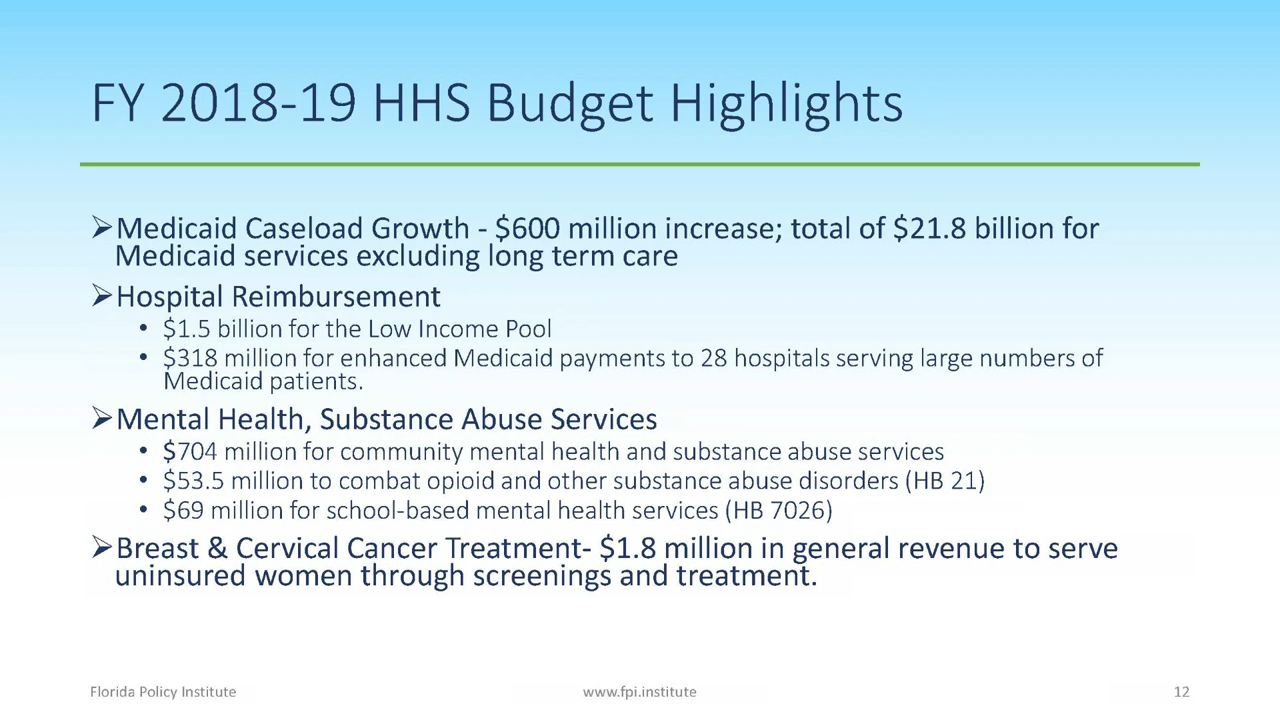 FY 2018-19 HHS Budget Highlights
➢Medicaid Caseload Growth - $600 million increase; total of $21.8 billion for
Medicaid services excluding long term care
➢Hospital Reimbursement
• $1.5 billion for the Low Income Pool
• $318 million for enhanced Medicaid payments to 28 hospitals serving large numbers of
Medicaid patients.
➢Mental Health, Substance Abuse Services
• $704 million for community mental health and substance abuse services
• $53.5 million to combat opioid and other substance abuse disorders (HB 21)
• $69 million for school-based mental health services (HB 7026)
➢Breast & Cervical Cancer Treatment- $1.8 million in general revenue to serve
uninsured women through screenings and treatment.
Florida Policy Institute
www.fpi.institute
12